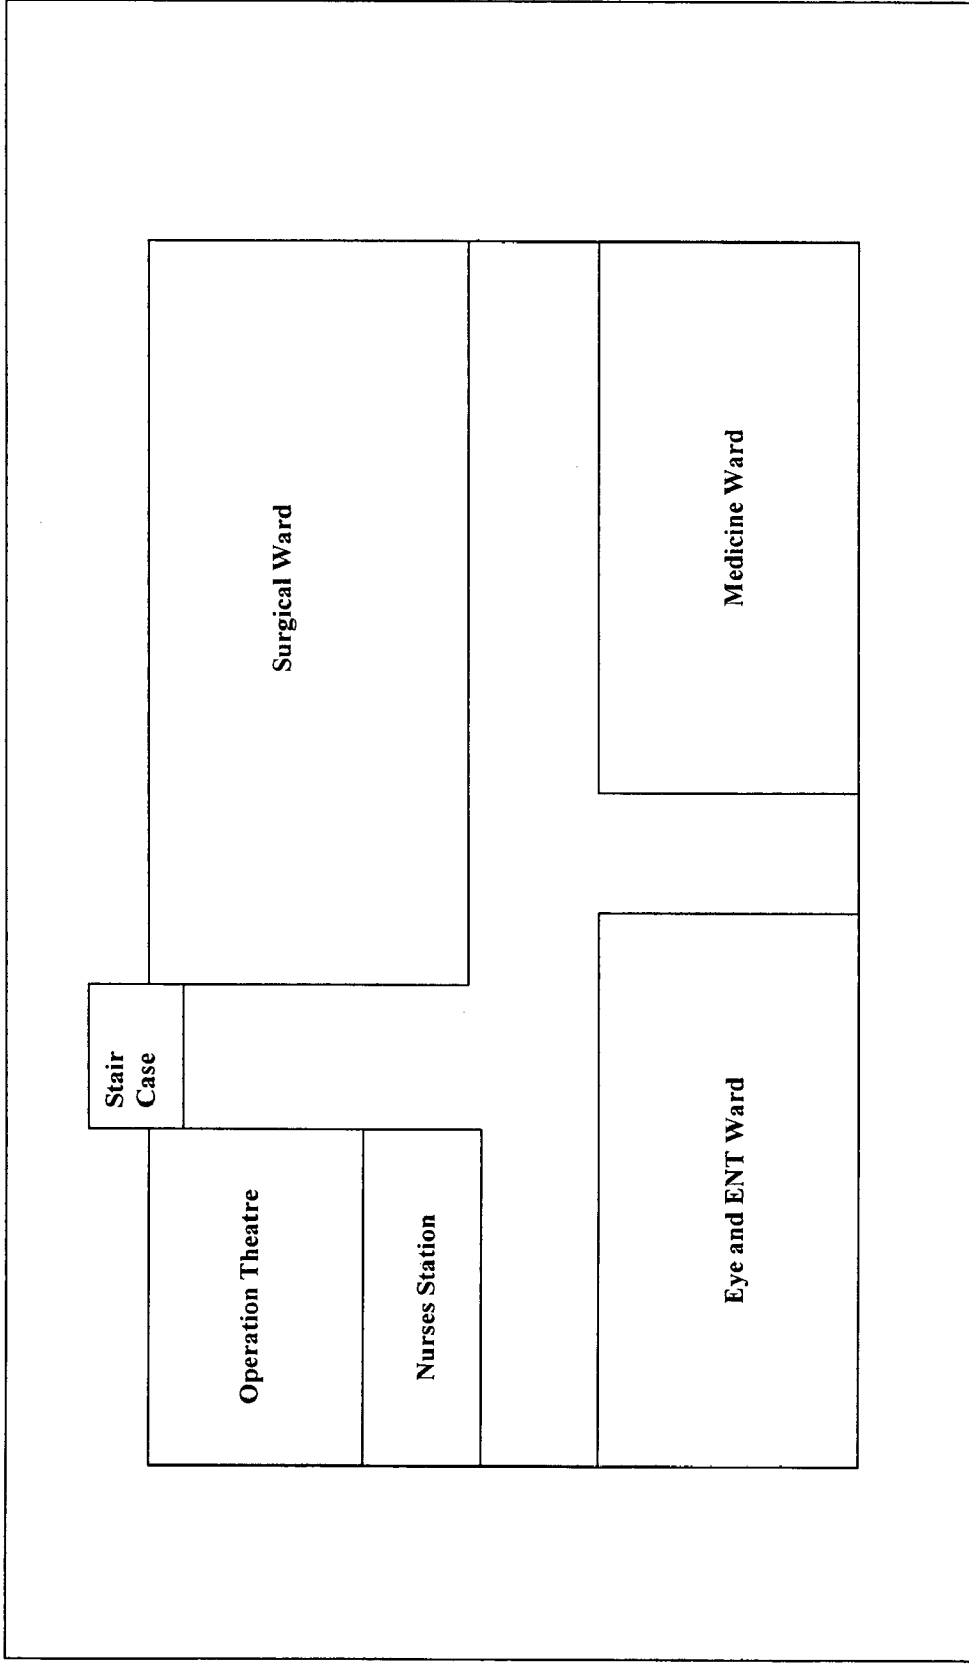 Stair
Case
Operation Theatre
Surgical Ward
Nurses Station
Eye and ENT Ward
Medicine Ward